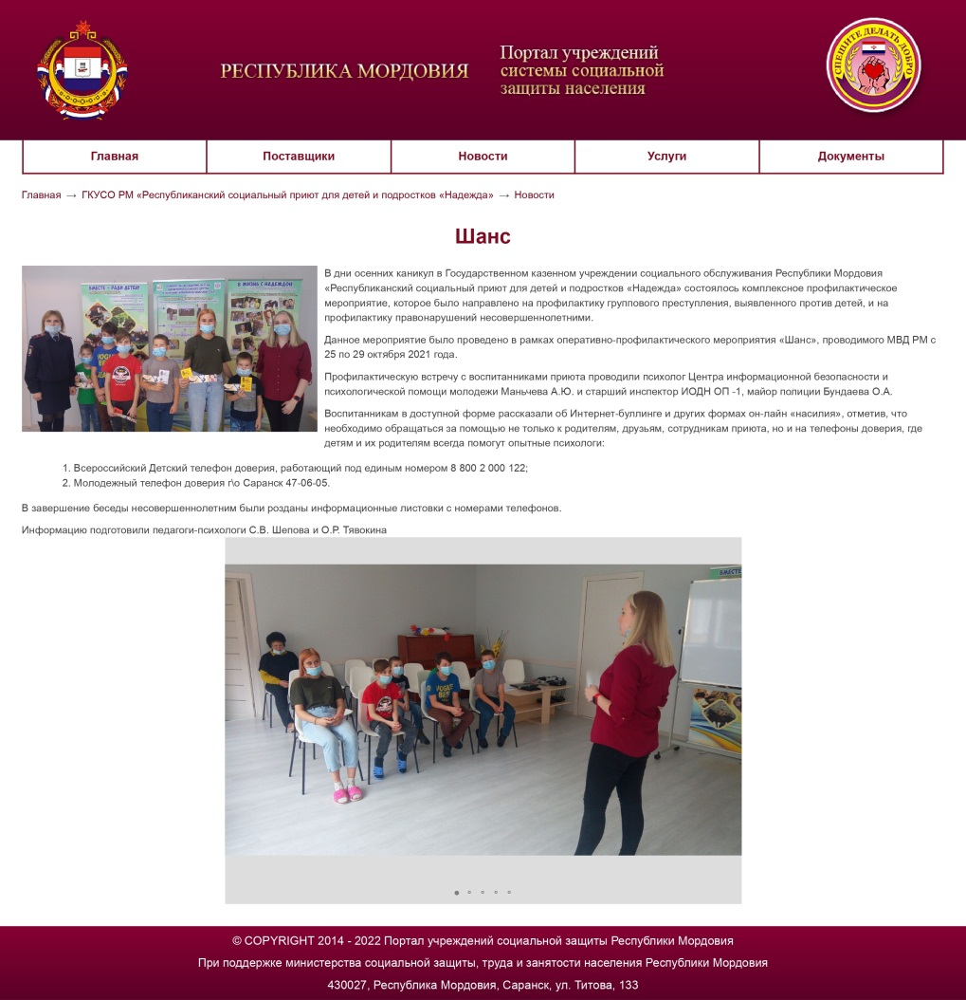 РЕСПУБЛИКА МОРДОВИЯ
Портал учреждений
системы социальной
защиты населения
СПЕШИТЕ ДЕЛАТЬ ДОБРО
Главная
Поставщики
Новости
Услуги
Документы
Главная → ГКУСО РМ «Республиканский социальный приют для детей и подростков «Надежда» → Новости
Шанс
ВМЕСТЕ - РАДИ ДЕТЕЙ!
В ЖИЗНЬ С НАДЕЖДОЙ
В дни осенних каникул в Государственном казенном учреждении социального обслуживания Республики Мордовия
«Республиканский социальный приют для детей и подростков «Надежда» состоялось комплексное профилактическое
мероприятие, которое было направлено на профилактику группового преступления, выявленного против детей, и на
профилактику правонарушений несовершеннолетними.
Данное мероприятие было проведено в рамках оперативно-профилактического мероприятия «Шанс», проводимого МВД РМ с
25 по 29 октября 2021 года.
Профилактическую встречу с воспитанниками приюта проводили психолог Центра информационной безопасности и
психологической помощи молодежи Маньчева А.Ю. и старший инспектор ИОДН ОП -1, майор полиции Бундаева О.А.
Воспитанникам в доступной форме рассказали об Интернет-буллинге и других формах он-лайн «насилия», отметив, что
необходимо обращаться за помощью не только к родителям, друзьям, сотрудникам приюта, но и на телефоны доверия, где
детям и их родителям всегда помогут опытные психологи:
1. Всероссийский Детский телефон доверия, работающий под единым номером 8 800 2 000 122;
2. Молодежный телефон доверия г\о Саранск 47-06-05.
В завершение беседы несовершеннолетним были розданы информационные листовки с номерами телефонов.
Информацию подготовили педагоги-психологи С.В. Шепова и О.Р. Тявокина
ВМЕСТЕ
© COPYRIGHT 2014 - 2022 Портал учреждений социальной защиты Республики Мордовия
При поддержке министерства социальной защиты, труда и занятости населения Республики Мордовия
430027, Республика Мордовия, Саранск, ул. Титова, 133